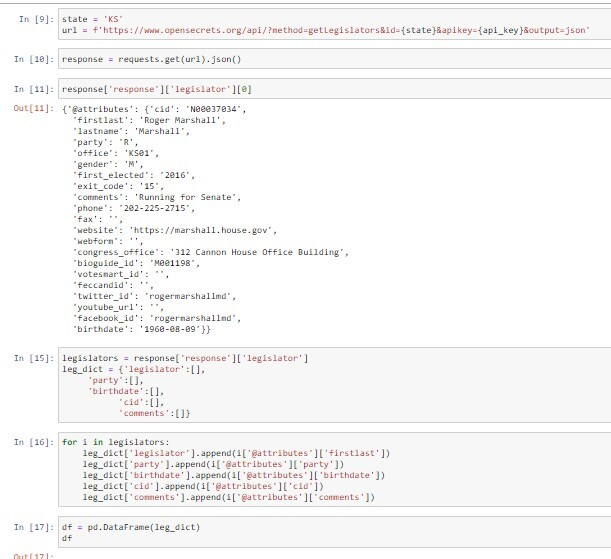 In [9]: state = 'KS'
url = f'https://www.opensecrets.org/api/?method=getLegislators&id={state}&apikey={api_key}&output=json'
In [10]: response = requests.get(url).json()
In [11]: response['response']['legislator'][0]
Out[11]: {'@attributes': {'cid': 'N00037034',
'firstlast': 'Roger Marshall',
'lastname': 'Marshall',
'party': 'R',
'office': 'KS01',
'gender': 'M',
'first_elected': '2016',
'exit_code': '15',
'comments': 'Running for Senate',
'phone': '202-225-2715',
'fax': '',
'website': 'https://marshall.house.gov',
'webform': '',
'congress_office': '312 Cannon House Office Building',
'bioguide_id': 'M001198',
'votesmart_id': '',
'feccandid': '',
'twitter_id': 'rogermarshallmd',
'youtube_url': '',
'facebook_id': 'rogermarshallmd',
'birthdate': '1960-08-09'}}
In [15]: legislators = response['response']['legislator']
leg_dict = {'legislator':[],
'party':[],
'birthdate':[],
'cid':[],
'comments':[]}
In [16]: for i in legislators:
leg_dict['legislator'].append(i['@attributes']['firstlast'])
leg_dict['party'].append(i['@attributes']['party'])
leg_dict['birthdate'].append(i['@attributes']['birthdate'])
leg_dict['cid'].append(i['@attributes']['cid'])
leg_dict['comments'].append(i['@attributes']['comments'])
In [17]: df = pd.DataFrame(leg_dict)
df
Out[17]: